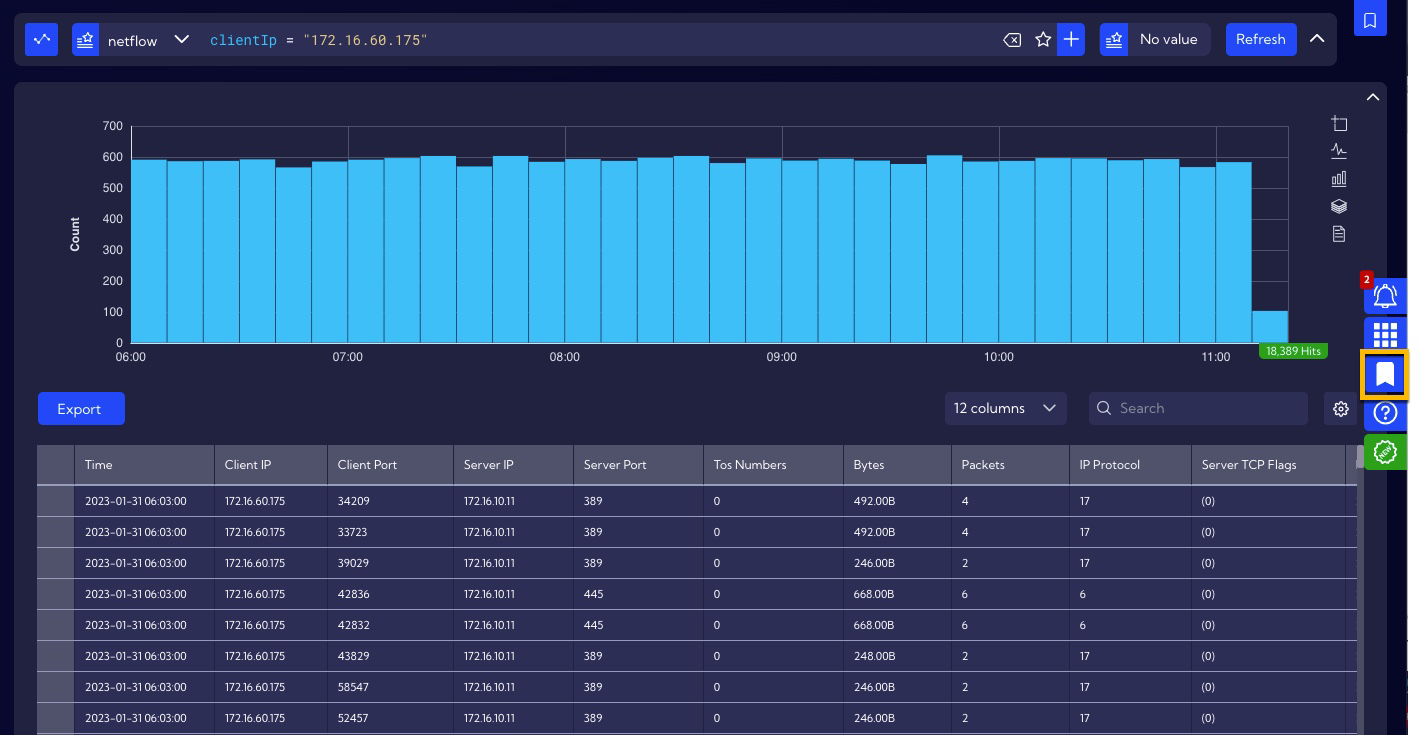 netflow clientIp = "172.16.60.175" No value Refresh
700
600
500
400
300
200
100
0
Count
06:00 07:00 08:00 09:00 10:00 11:00
18,389 Hits
2
NEW
Export 12 columns Search
Time Client IP Client Port Server IP Server Port Tos Numbers Bytes Packets IP Protocol Server TCP Flags
2023-01-31 06:03:00 172.16.60.175 34209 172.16.10.11 389 0 492.00B 4 17 (0)
2023-01-31 06:03:00 172.16.60.175 33723 172.16.10.11 389 0 492.00B 4 17 (0)
2023-01-31 06:03:00 172.16.60.175 39029 172.16.10.11 389 0 246.00B 2 17 (0)
2023-01-31 06:03:00 172.16.60.175 42836 172.16.10.11 445 0 668.00B 6 6 (0)
2023-01-31 06:03:00 172.16.60.175 42832 172.16.10.11 445 0 668.00B 6 6 (0)
2023-01-31 06:03:00 172.16.60.175 43829 172.16.10.11 389 0 248.00B 2 17 (0)
2023-01-31 06:03:00 172.16.60.175 58547 172.16.10.11 389 0 246.00B 2 17 (0)
2023-01-31 06:03:00 172.16.60.175 52457 172.16.10.11 389 0 246.00B 2 17 (0)